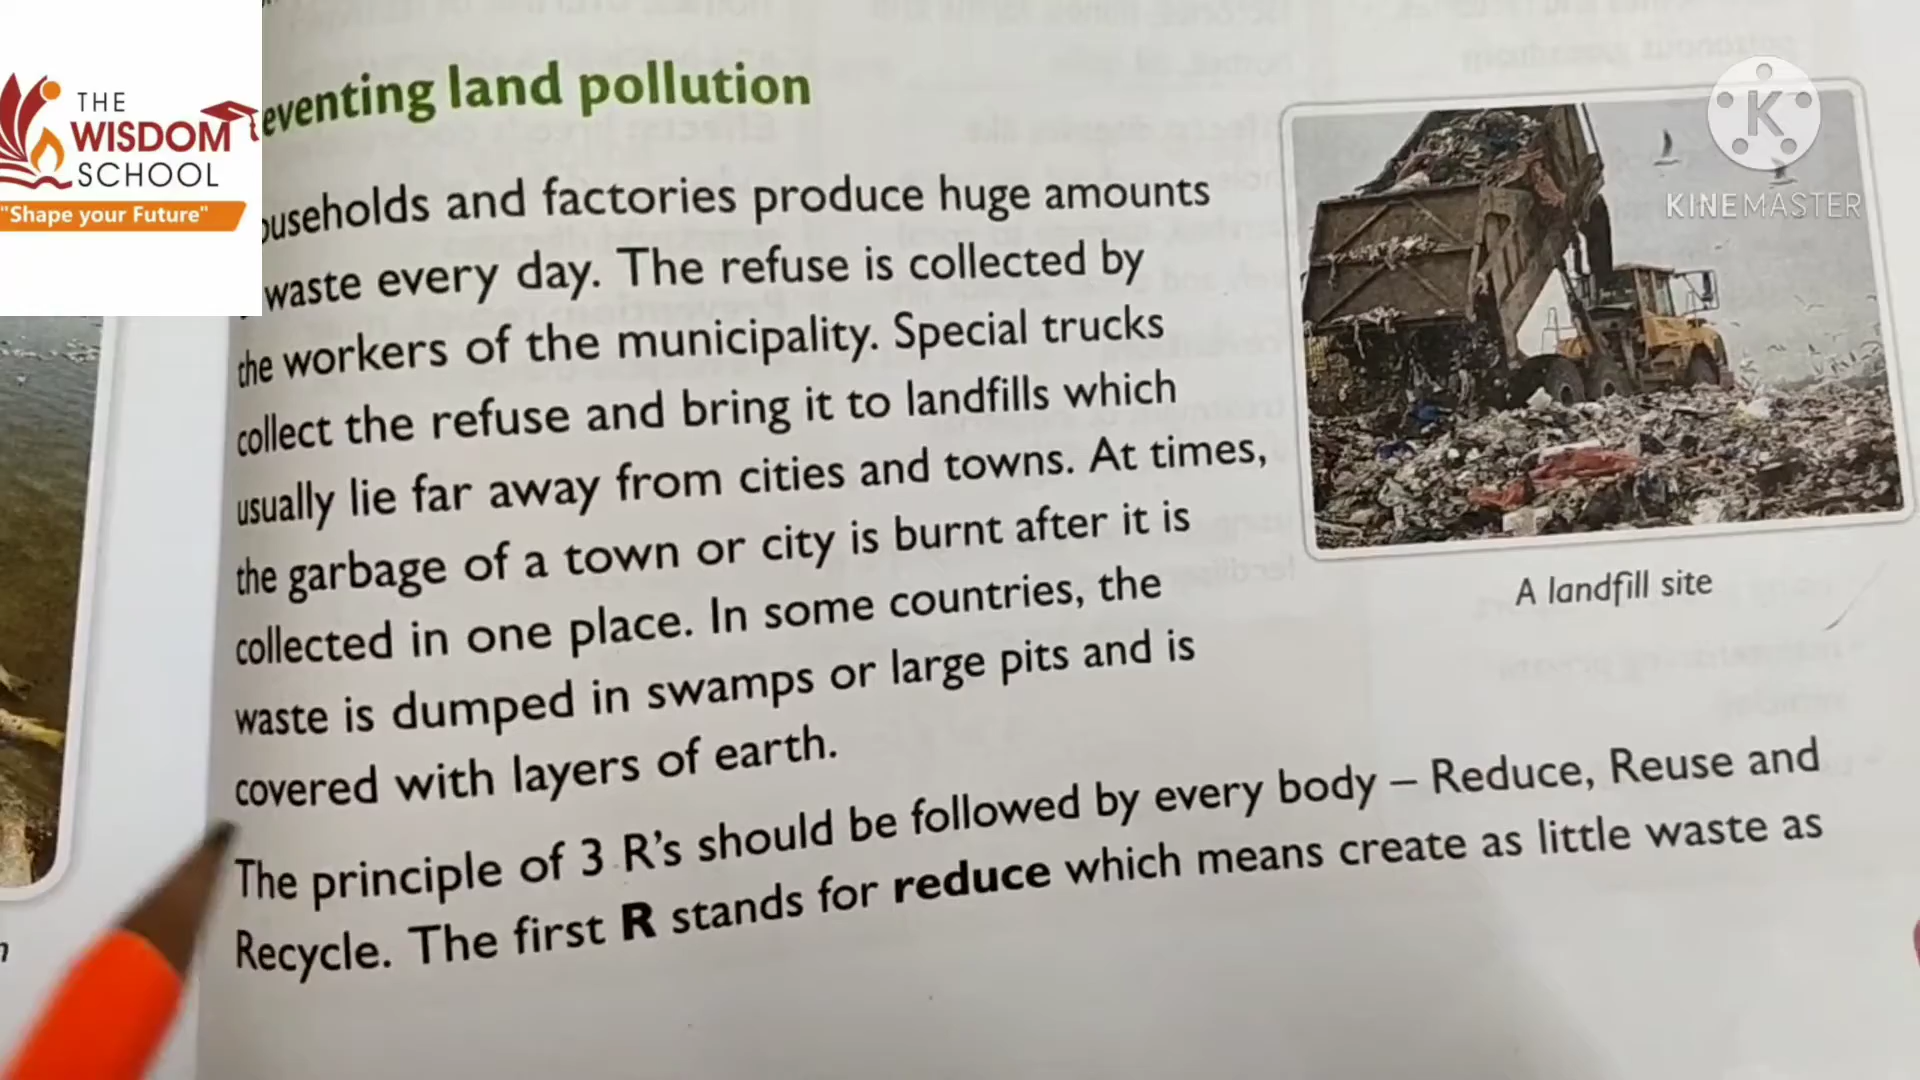 THE
WISDOM
SCHOOL
"Shape your Future"
eventing land pollution
ouseholds and factories produce huge amounts
waste every day. The refuse is collected by
the workers of the municipality. Special trucks
collect the refuse and bring it to landfills which
usually lie far away from cities and towns. At times,
the garbage of a town or city is burnt after it is
collected in one place. In some countries, the
waste is dumped in swamps or large pits and is
covered with layers of earth.
The principle of 3 R's should be followed by every body – Reduce, Reuse and
Recycle. The first R stands for reduce which means create as little waste as
K
KINEMASTER
A landfill site